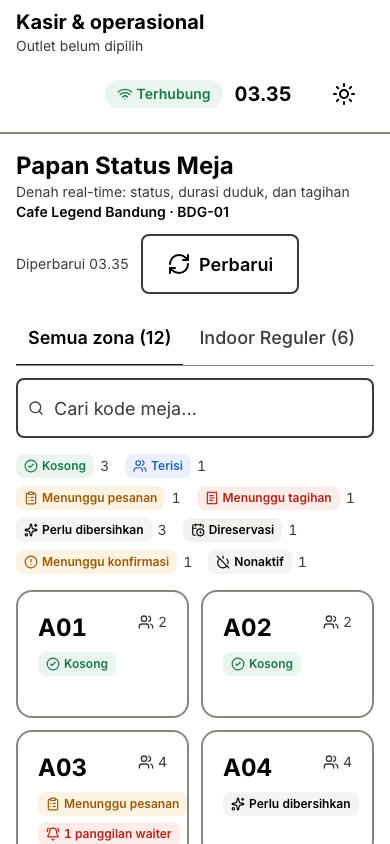 Kasir & operasional
Outlet belum dipilih
Terhubung 03.35
Papan Status Meja
Denah real-time: status, durasi duduk, dan tagihan
Cafe Legend Bandung · BDG-01
Diperbarui 03.35 Perbarui
Semua zona (12) Indoor Reguler (6)
Cari kode meja...
Kosong 3 Terisi 1
Menunggu pesanan 1 Menunggu tagihan 1
Perlu dibersihkan 3 Direservasi 1
Menunggu konfirmasi 1 Nonaktif 1
A01 2 A02 2
Kosong Kosong
A03 4 A04 4
Menunggu pesanan Perlu dibersihkan
1 panggilan waiter